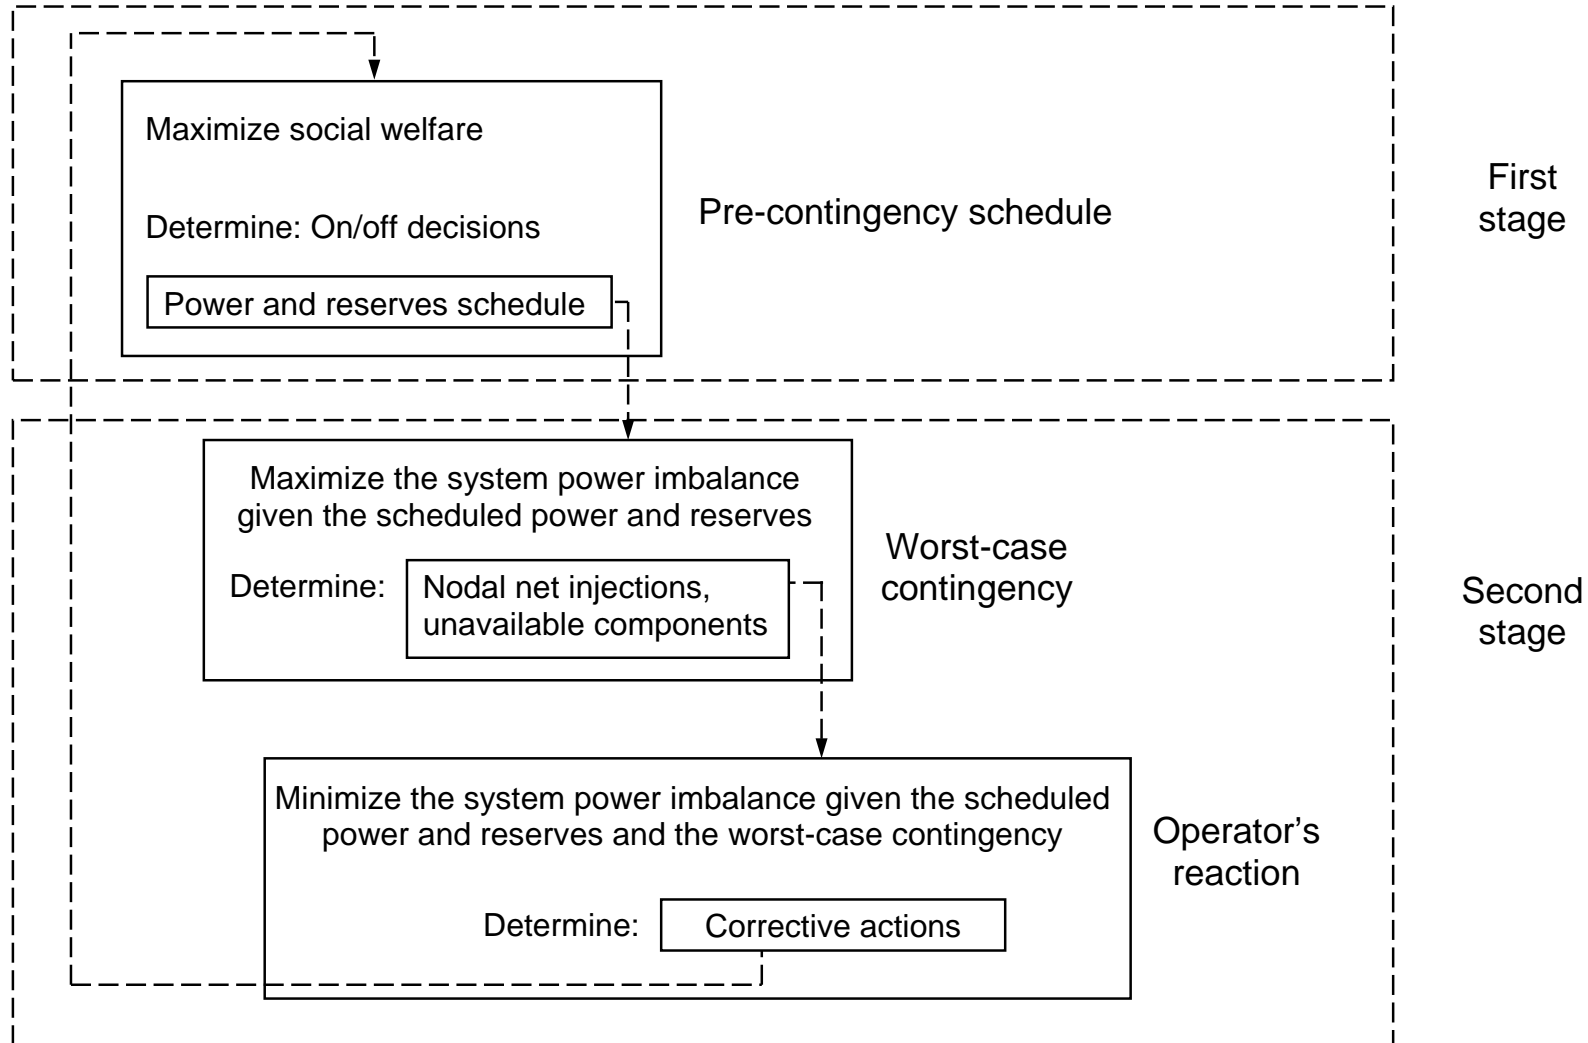 Maximize social welfare
Determine: On/off decisions
Power and reserves schedule
Pre-contingency schedule
First
stage
Maximize the system power imbalance
given the scheduled power and reserves
Determine:
Nodal net injections,
unavailable components
Worst-case
contingency
Second
stage
Minimize the system power imbalance given the scheduled
power and reserves and the worst-case contingency
Determine:
Corrective actions
Operator’s
reaction